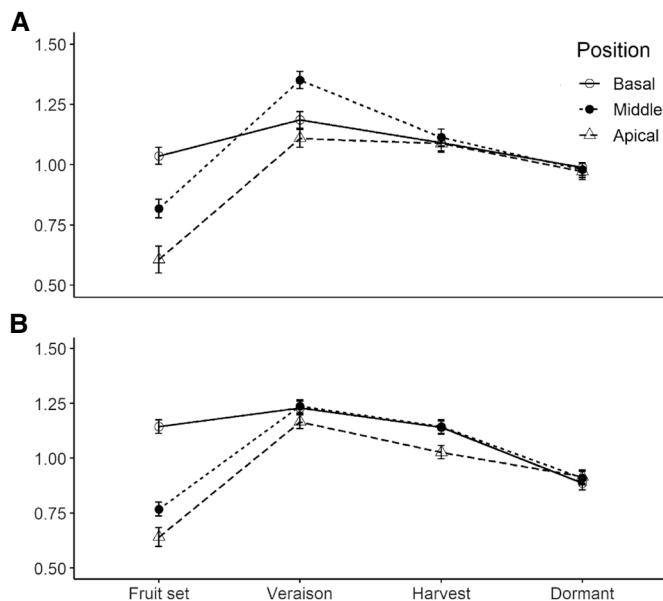 A
1.50
1.25
1.00
0.75
0.50
Position
Basal
Middle
Apical
B
1.50
1.25
1.00
0.75
0.50
Fruit set Veraison Harvest Dormant